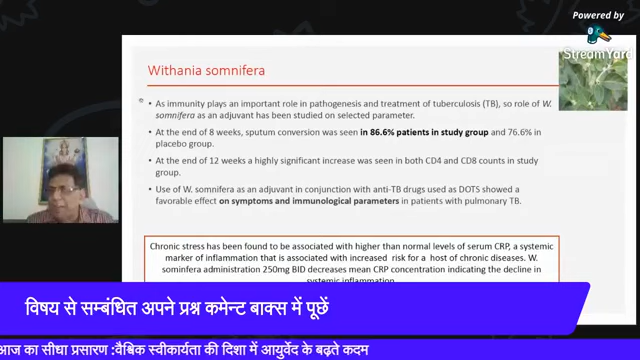 Powered by
StreamYard
Withania somnifera
• As immunity plays an important role in pathogenesis and treatment of tuberculosis (TB), so role of W.
somnifera as an adjuvant has been studied on selected parameter.
• At the end of 8 weeks, sputum conversion was seen in 86.6% patients in study group and 76.6% in
placebo group.
• At the end of 12 weeks a highly significant increase was seen in both CD4 and CD8 counts in study
group.
• Use of W. somnifera as an adjuvant in conjunction with anti-TB drugs used as DOTS showed a
favorable effect on symptoms and immunological parameters in patients with pulmonary TB.
Chronic stress has been found to be associated with higher than normal levels of serum CRP, a systemic
marker of inflammation that is associated with increased risk for a host of chronic diseases. W.
sominfera administration 250mg BID decreases mean CRP concentration indicating the decline in
systemic inflammation
विषय से सम्बंधित अपने प्रश्न कमेन्ट बाक्स में पूछें
आज का सीधा प्रसारण :वैश्विक स्वीकार्यता की दिशा में आयुर्वेद के बढ़ते कदम